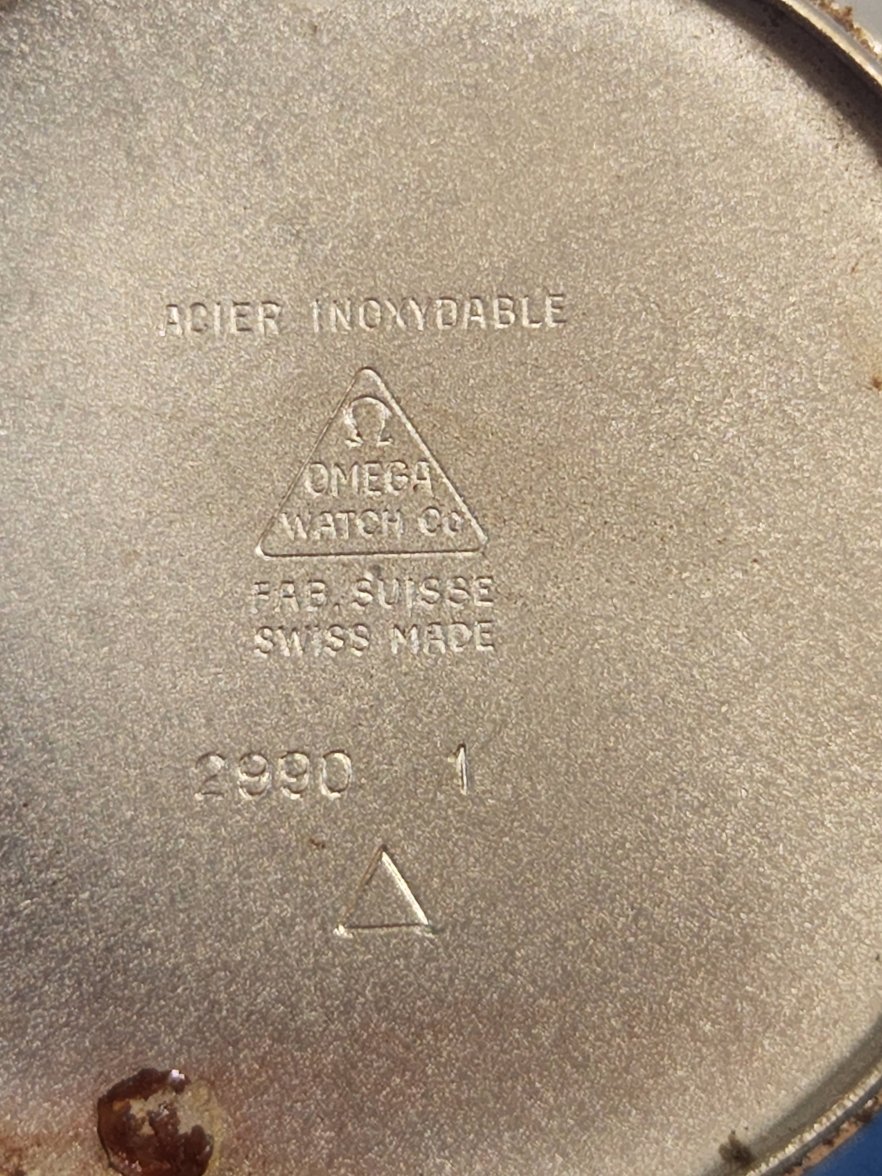 ACIER INOXYDABLE
Ω
OMEGA
WATCH Co
FAB. SUISSE
SWISS MADE
2990 1